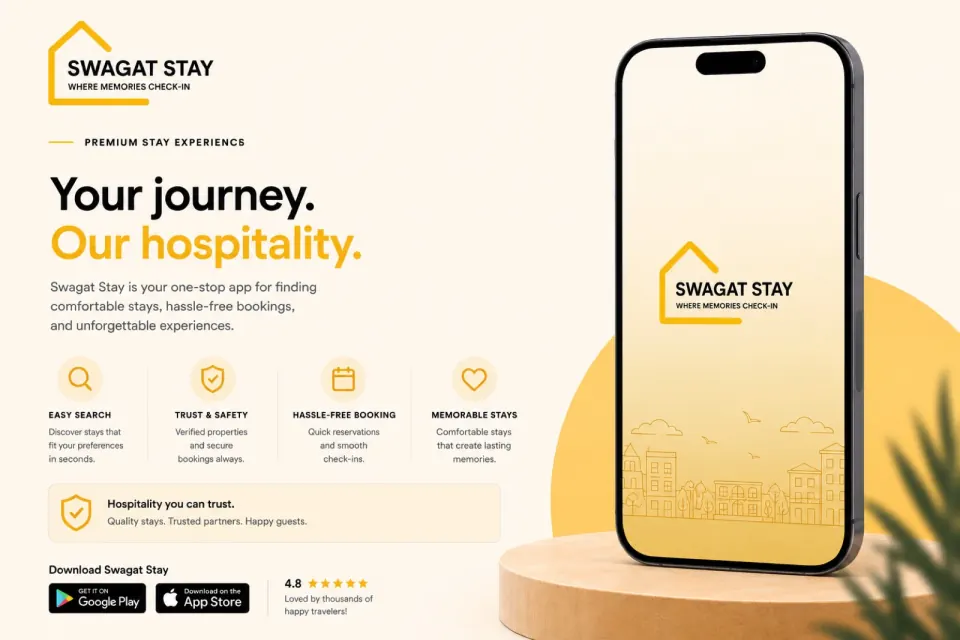 SWAGAT STAY
WHERE MEMORIES CHECK-IN
PREMIUM STAY EXPERIENCE
Your journey.
Our hospitality.
Swagat Stay is your one-stop app for finding
comfortable stays, hassle-free bookings,
and unforgettable experiences.
EASY SEARCH
Discover stays that
fit your preferences
in seconds.
TRUST & SAFETY
Verified properties
and secure
bookings always.
HASSLE-FREE BOOKING
Quick reservations
and smooth
check-ins.
MEMORABLE STAYS
Comfortable stays
that create lasting
memories.
Hospitality you can trust.
Quality stays. Trusted partners. Happy guests.
Download Swagat Stay
GET IT ON
Google Play
Download on the
App Store
4.8 ★★★★★
Loved by thousands of
happy travelers!
SWAGAT STAY
WHERE MEMORIES CHECK-IN